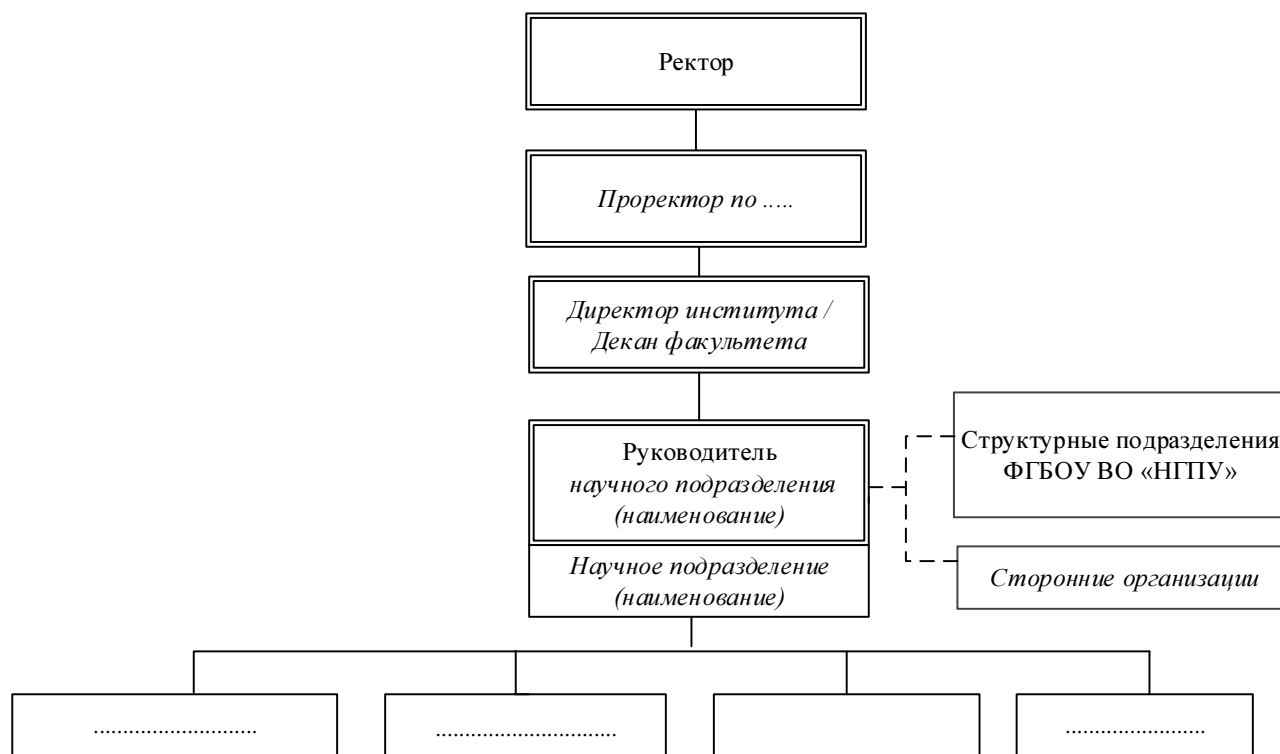 Ректор
Проректор по .....
Директор института /
Декан факультета
Руководитель
научного подразделения
(наименование)
Структурные подразделения
ФГБОУ ВО «НГПУ»
Научное подразделение
(наименование)
Сторонние организации
...........................
..............................
.......................